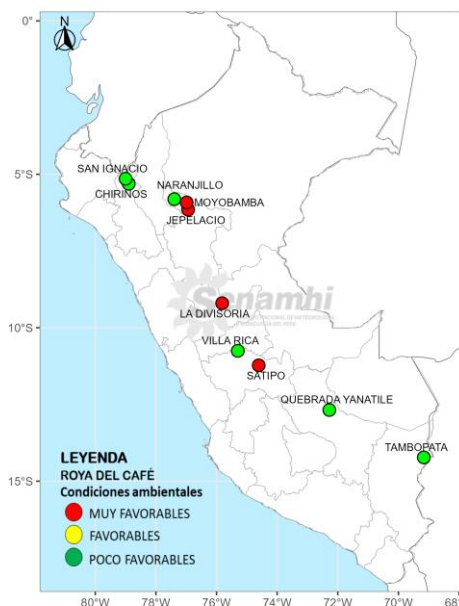 N
0°
SAN IGNACIO
5°S
NARANJILLO
CHIRINOS
MOYOBAMBA
JEPELACIO
Senamhi
LA DIVISORIA
10°S
VILLA RICA
SATIPO
QUEBRADA YANATILE
TAMBOPATA
LEYENDA
ROYA DEL CAFÉ
Condiciones ambientales
15°S
MUY FAVORABLES
FAVORABLES
POCO FAVORABLES
80°W 78°W 76°W 74°W 72°W 70°W 68°W